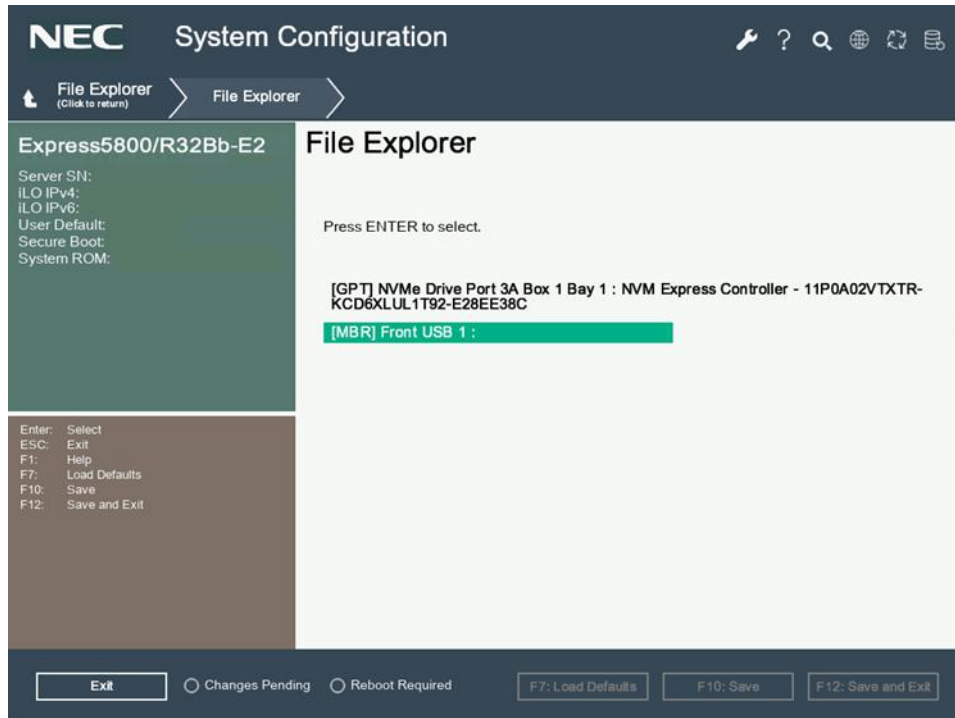 NEC System Configuration
?
File Explorer
(Click to return)
File Explorer
Express5800/R32Bb-E2
Server SN:
iLO IPv4:
iLO IPv6:
User Default:
Secure Boot:
System ROM:
File Explorer
Press ENTER to select.
[GPT] NVMe Drive Port 3A Box 1 Bay 1 : NVM Express Controller - 11P0A02VTXTR-
KCD6XLUL1T92-E28EE38C
[MBR] Front USB 1 :
Enter: Select
ESC: Exit
F1: Help
F7: Load Defaults
F10: Save
F12: Save and Exit
Exit
Changes Pending
Reboot Required
F7: Load Defaults
F10: Save
F12: Save and Exit